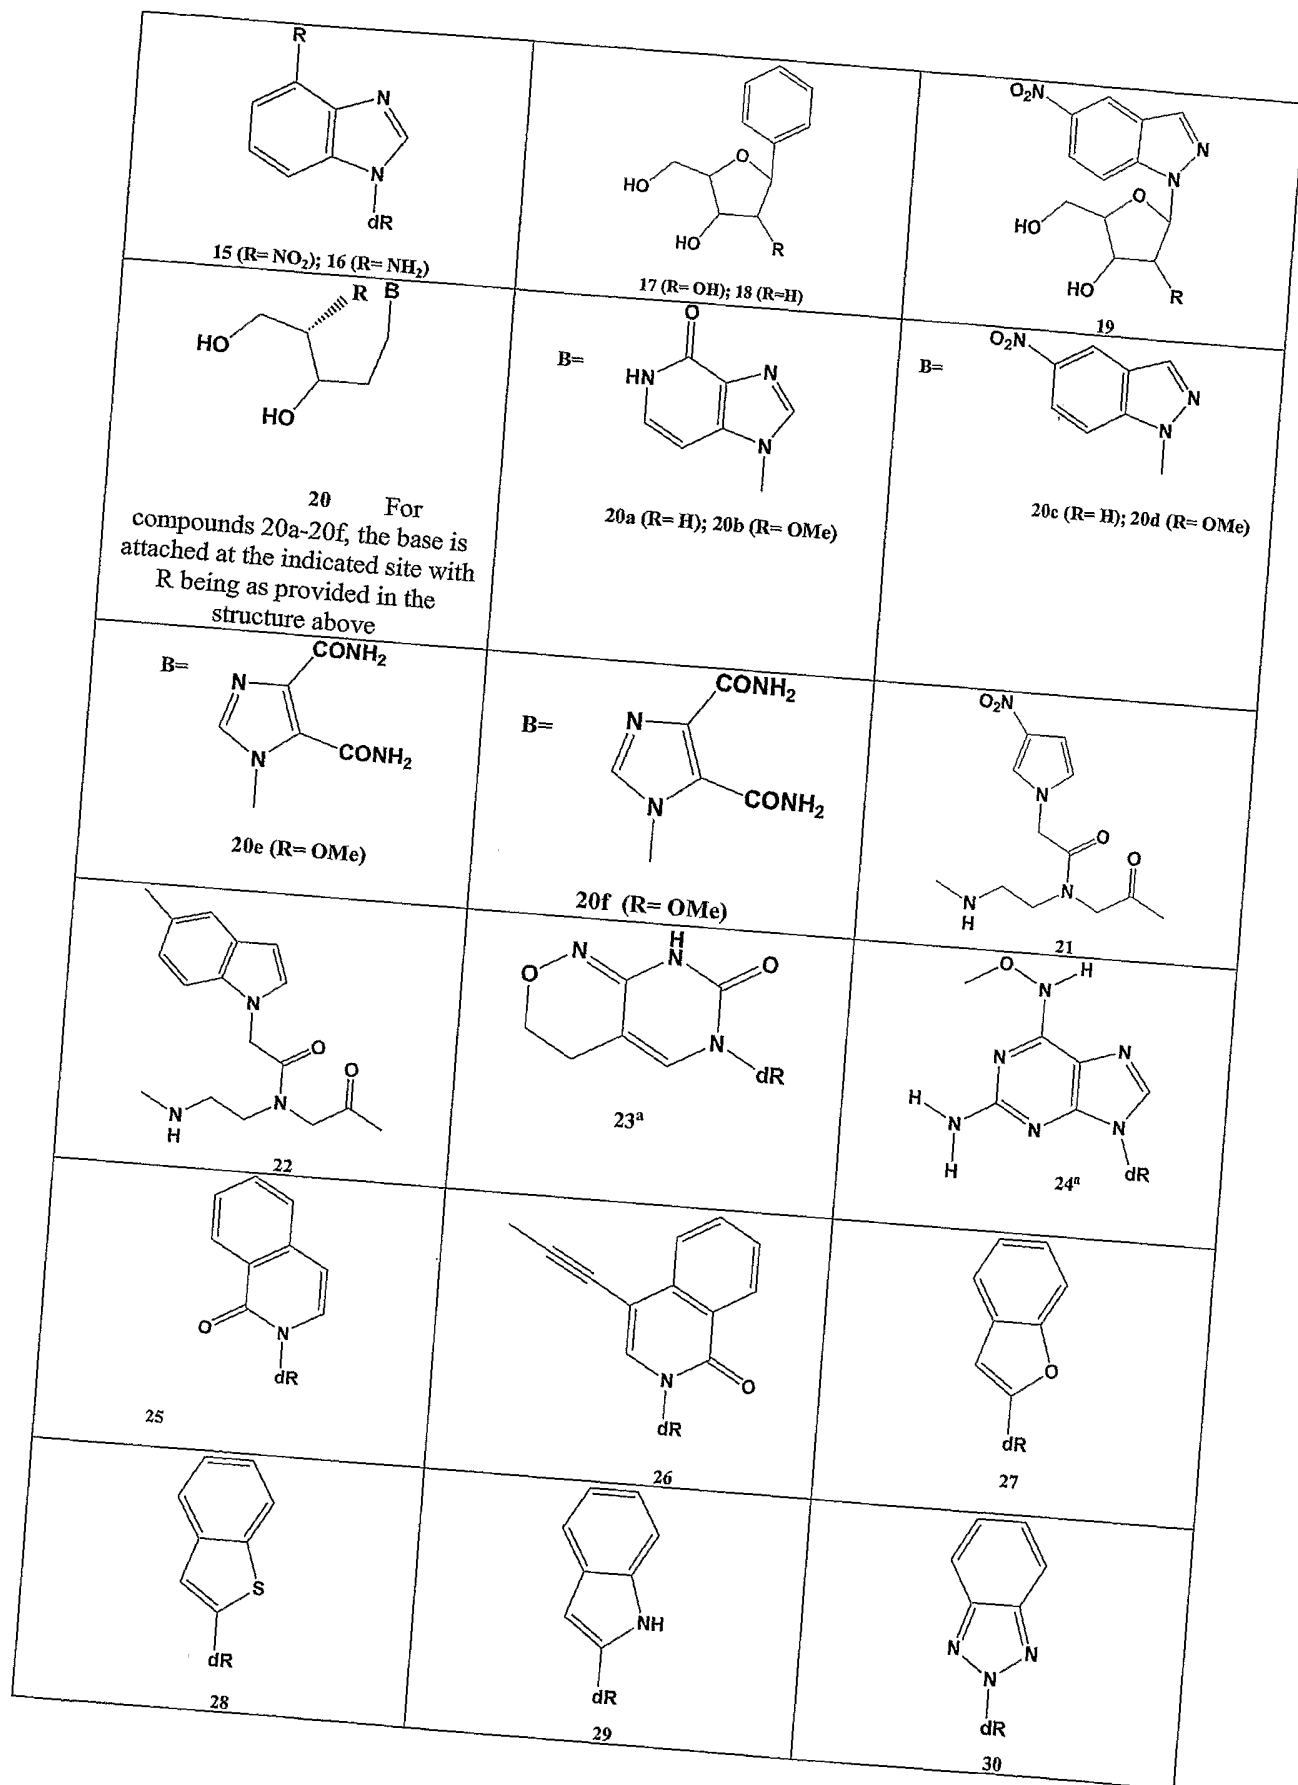 R
N
N
dR
15 (R= NO2); 16 (R= NH2)
O
HO
HO
R
17 (R= OH); 18 (R=H)
O2N
N
N
O
HO
HO
R
19
R
B
HO
HO
20 For
compounds 20a-20f, the base is
attached at the indicated site with
R being as provided in the
structure above
B=
O
HN
N
N
20a (R= H); 20b (R= OMe)
B=
O2N
N
N
20c (R= H); 20d (R= OMe)
B=
CONH2
N
N
CONH2
20e (R= OMe)
B=
CONH2
N
N
CONH2
20f (R= OMe)
O2N
N
O
O
N
N
H
21
N
O
O
N
N
H
22
O
N
H
N
O
N
dR
23a
O
N
H
N
N
H
N
N
N
H
dR
24a
O
N
dR
25
N
O
dR
26
O
dR
27
S
dR
28
NH
dR
29
N
N
N
dR
30